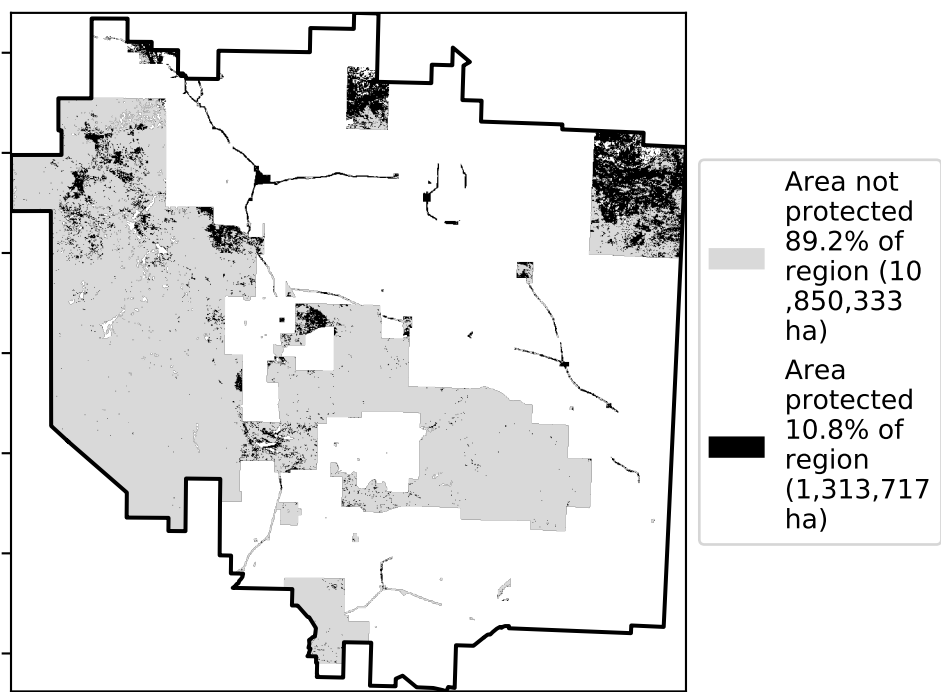 Area not
protected
89.2% of
region (10
,850,333
ha)
Area
protected
10.8% of
region
(1,313,717
ha)